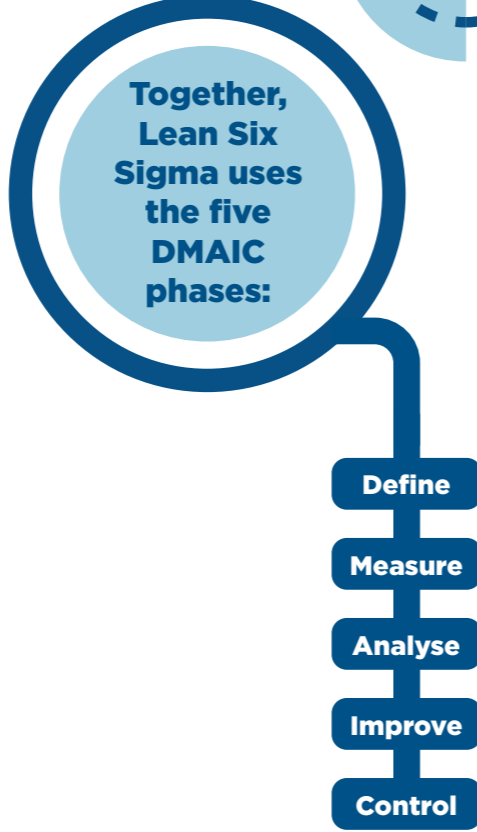 Together,
Lean Six
Sigma uses
the five
DMAIC
phases:
Define
Measure
Analyse
Improve
Control